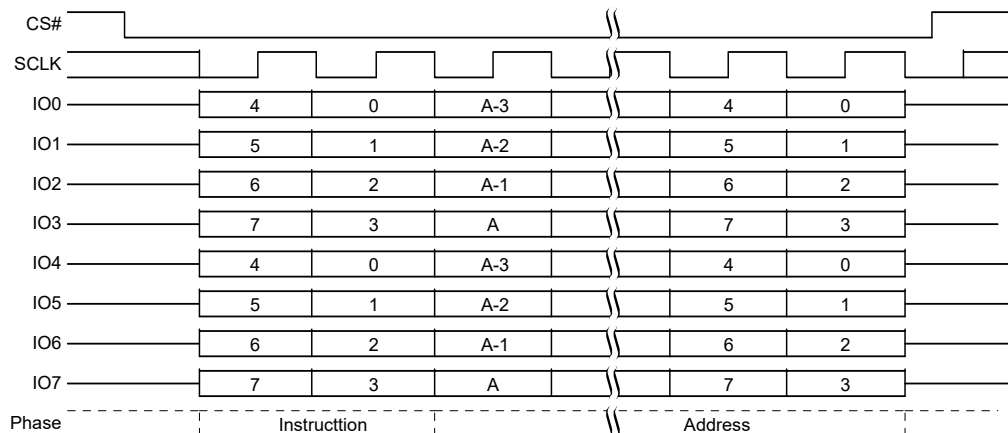 CS#
SCLK
IO0 4 0 A-3 4 0
IO1 5 1 A-2 5 1
IO2 6 2 A-1 6 2
IO3 7 3 A 7 3
IO4 4 0 A-3 4 0
IO5 5 1 A-2 5 1
IO6 6 2 A-1 6 2
IO7 7 3 A 7 3
Phase Instructtion Address